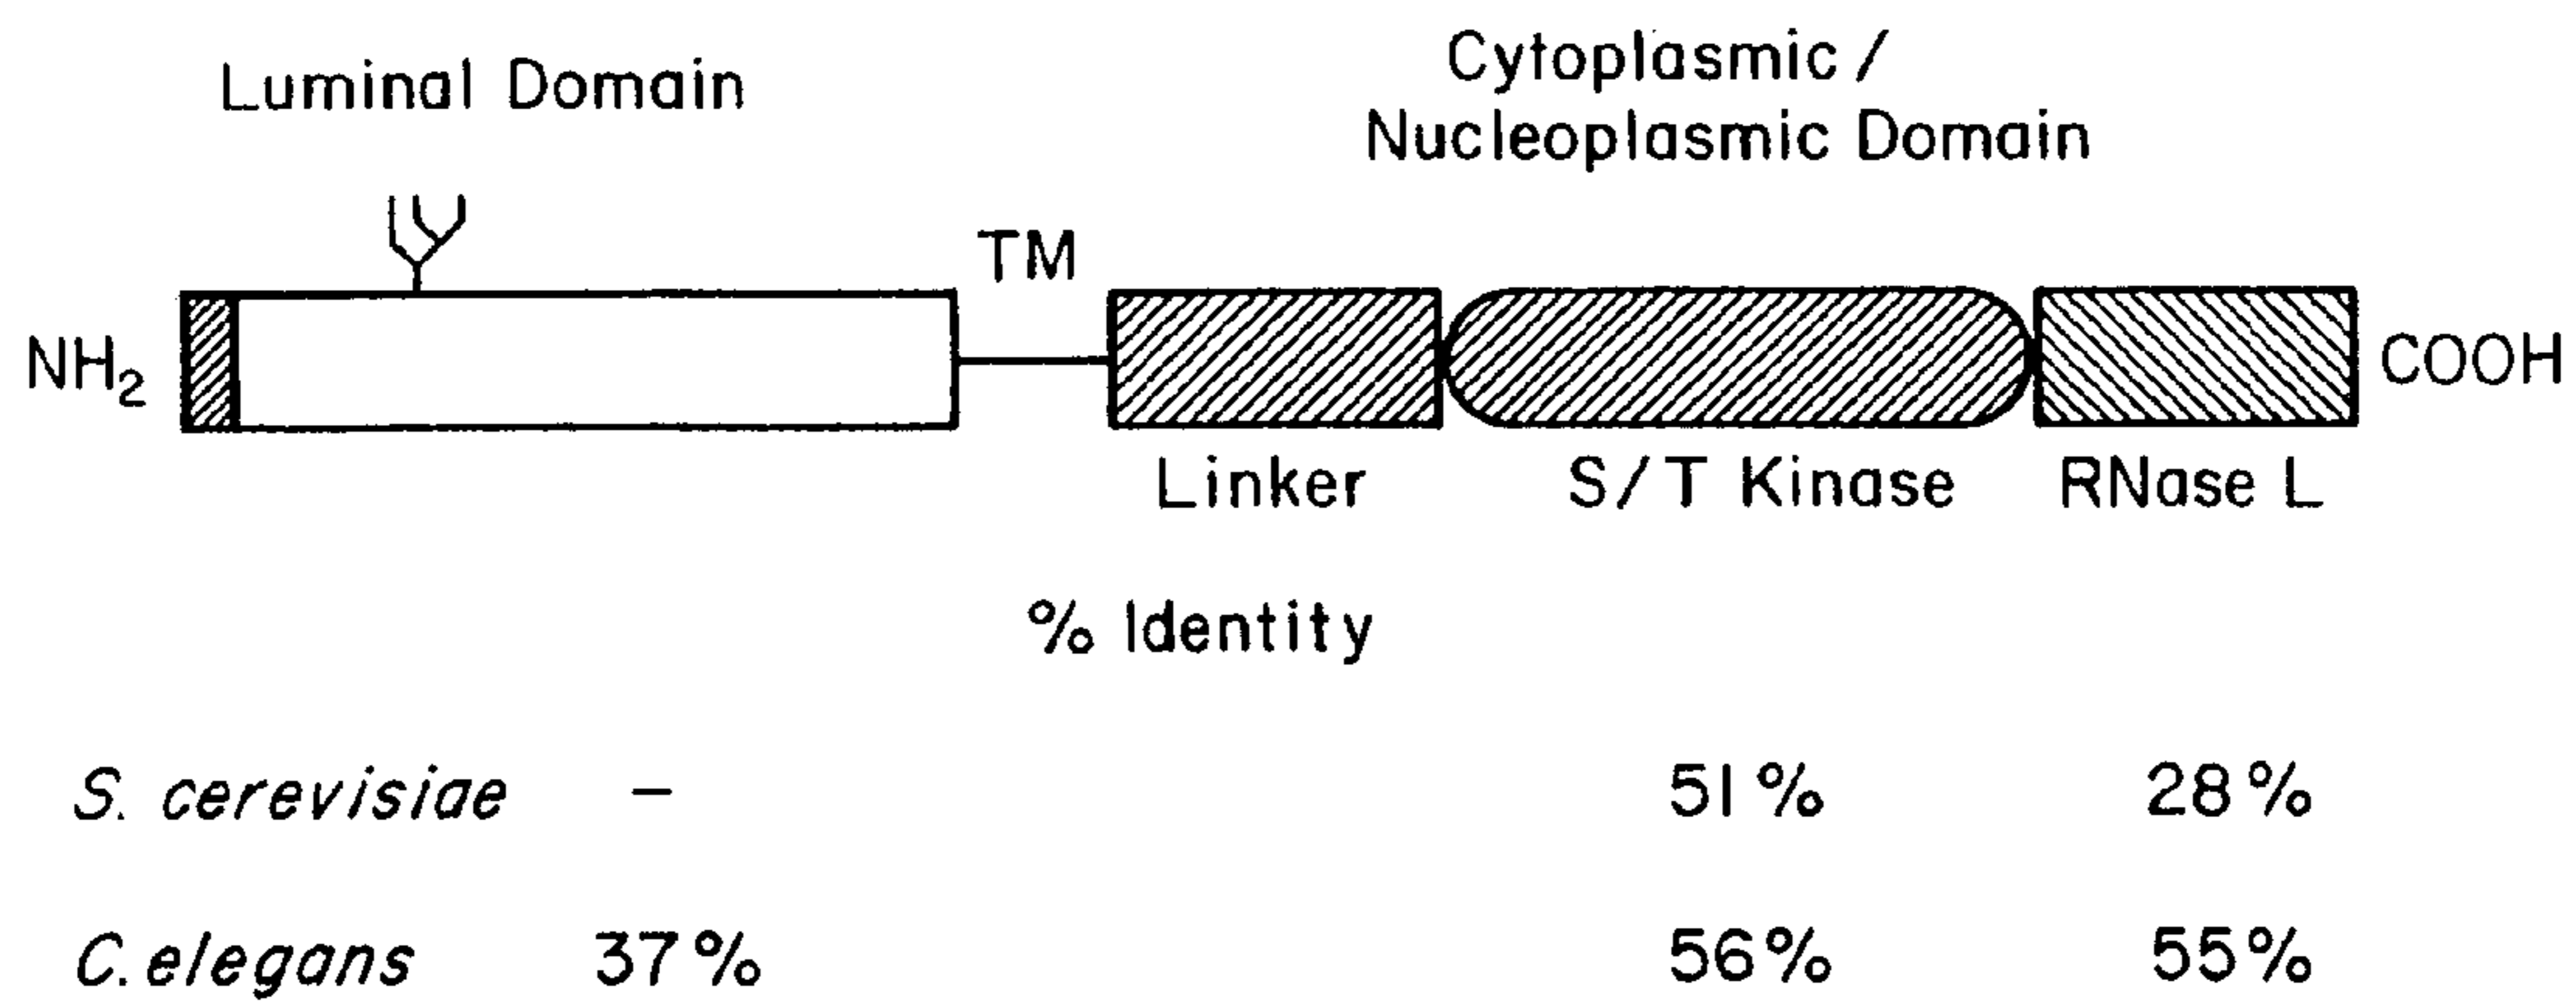 Luminal Domain
Cytoplasmic /
Nucleoplasmic Domain
TM
NH2
COOH
Linker
S/T Kinase
RNase L
% Identity
S. cerevisiae – 51% 28%
C. elegans 37% 56% 55%